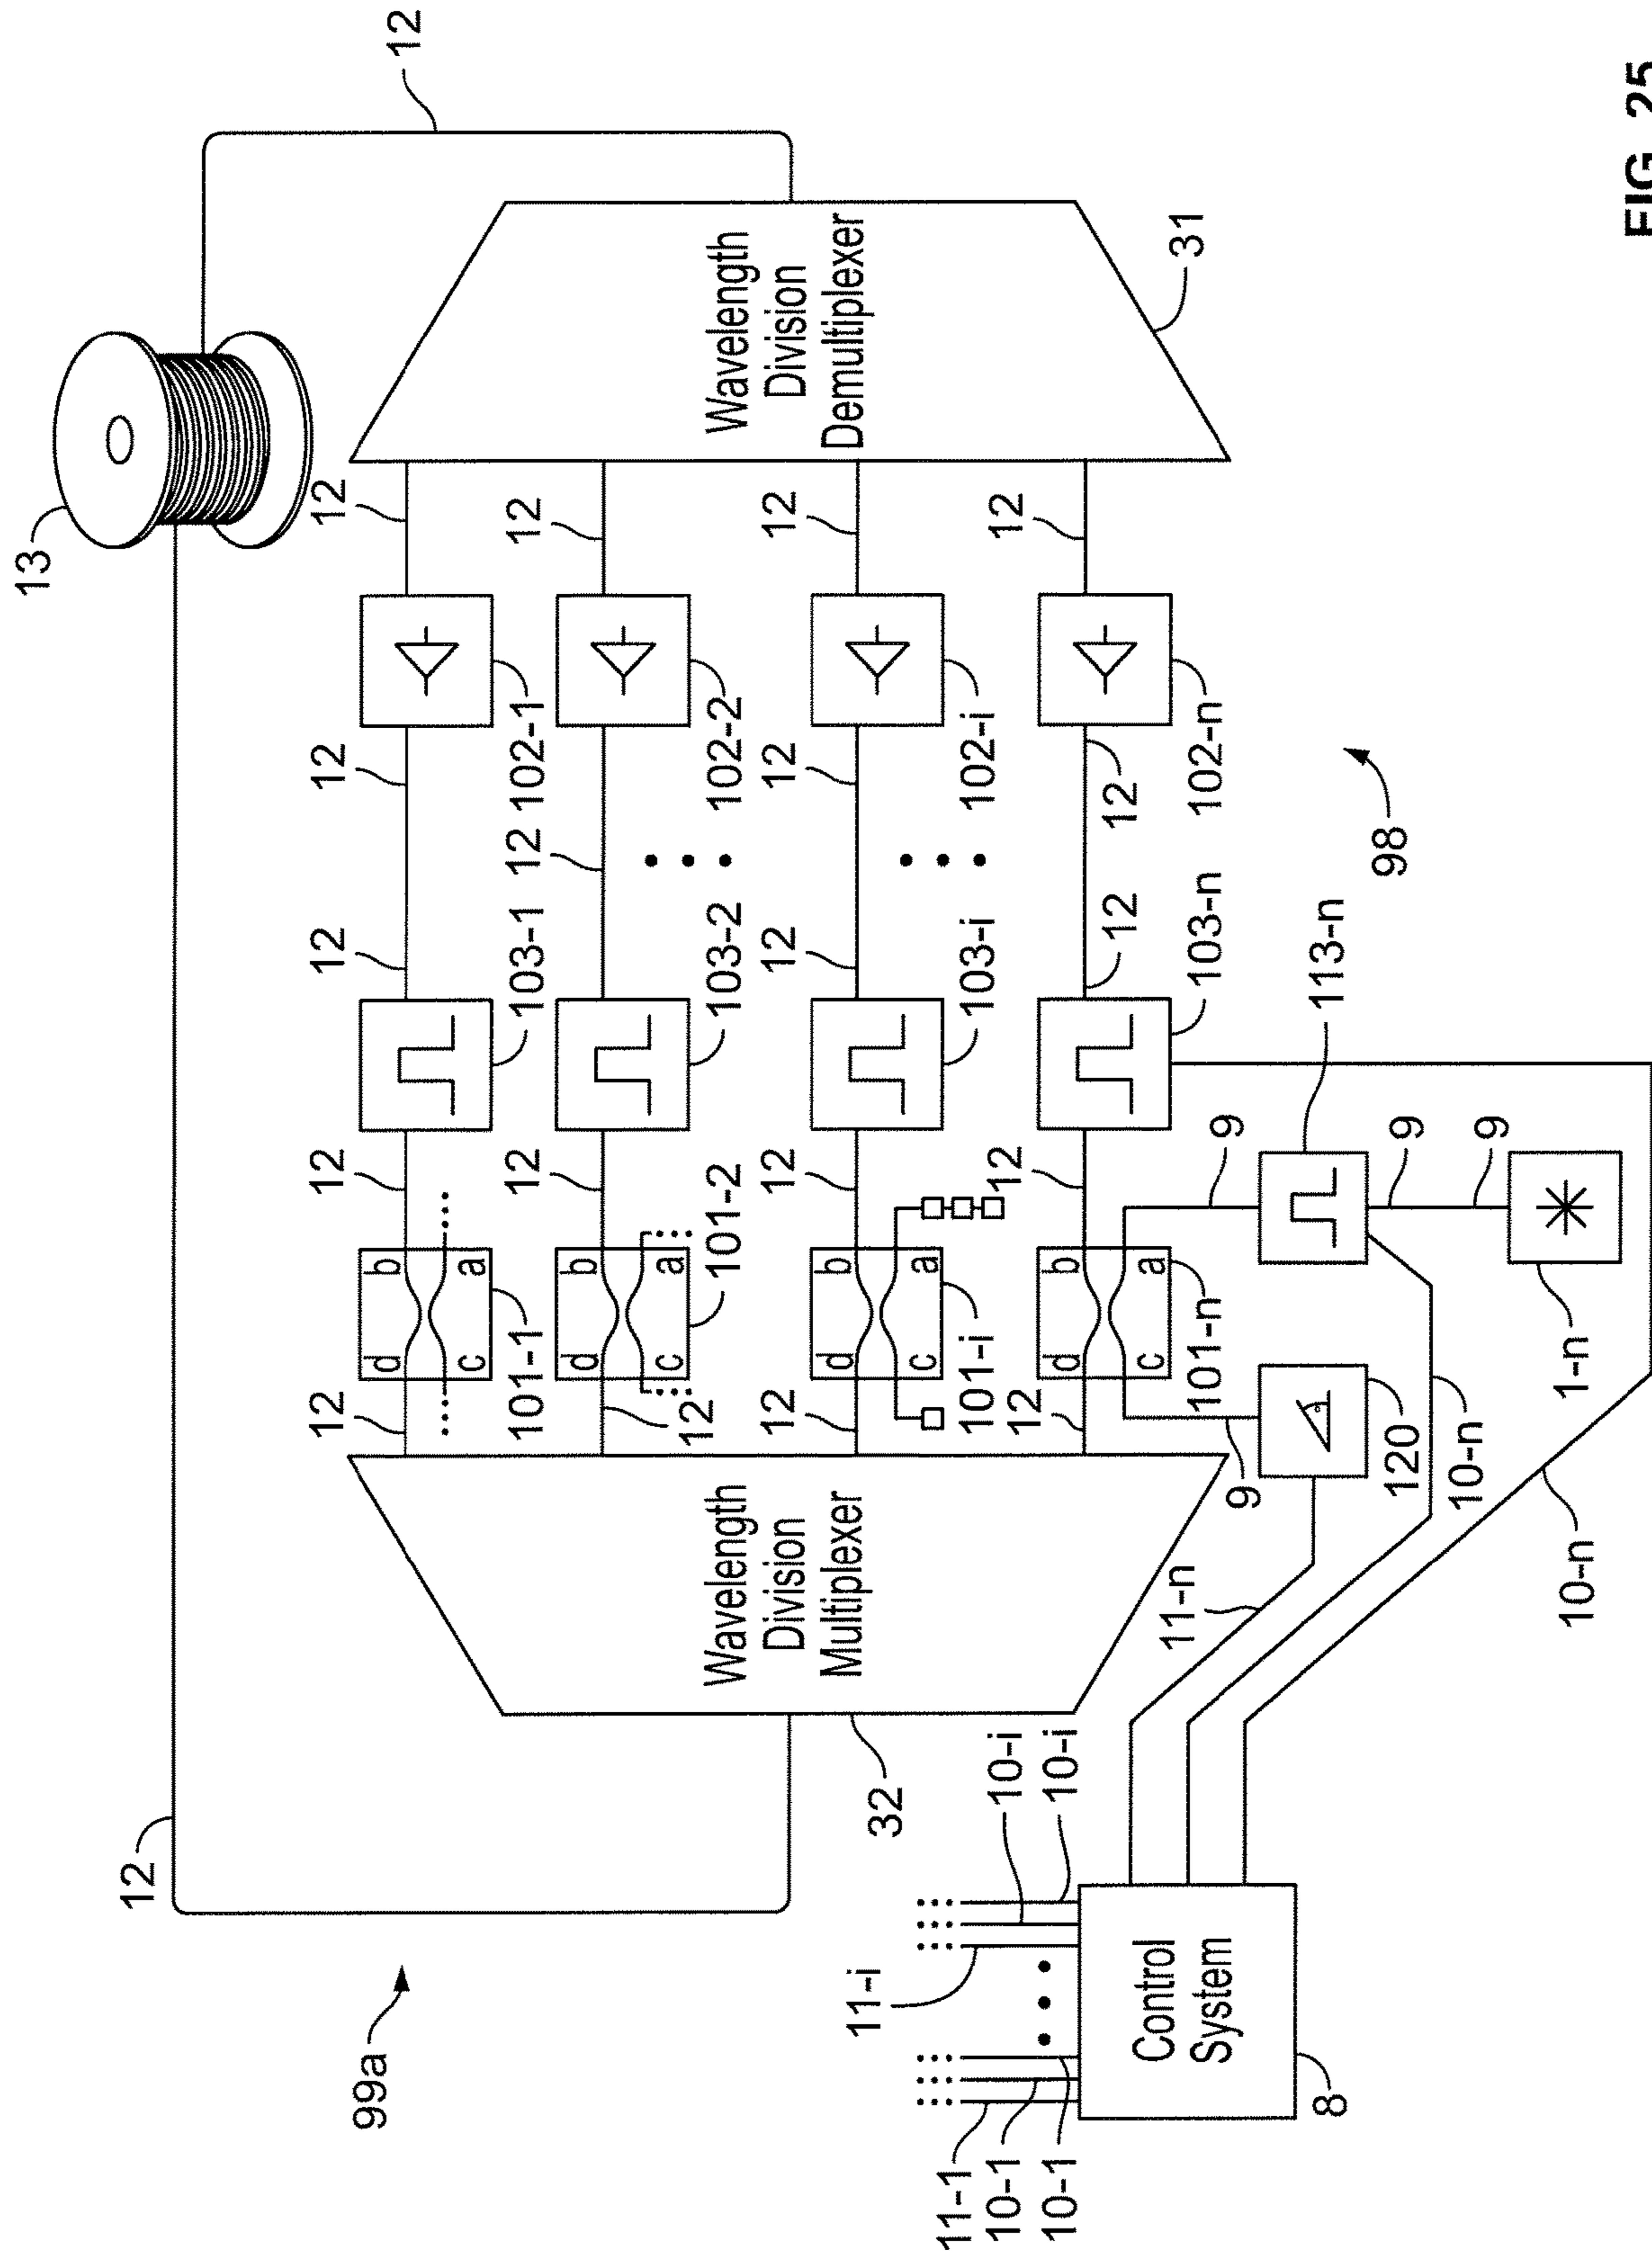 12
13
12
99a
12
12
12
12
12
b
d
a
c
103-1
102-1
101-1
12
12
12
12
12
b
d
a
c
103-2
102-2
101-2
Wavelength
Division
Multiplexer
Wavelength
Division
Demultiplexer
32
31
12
12
12
12
12
b
d
a
c
103-i
102-i
101-i
12
12
12
12
12
b
d
a
c
103-n
102-n
101-n
11-i
10-i
10-i
11-1
10-1
10-1
Control
System
8
11-n
9
9
113-n
98
120
10-n
9
9
1-n
10-n
FIG. 25